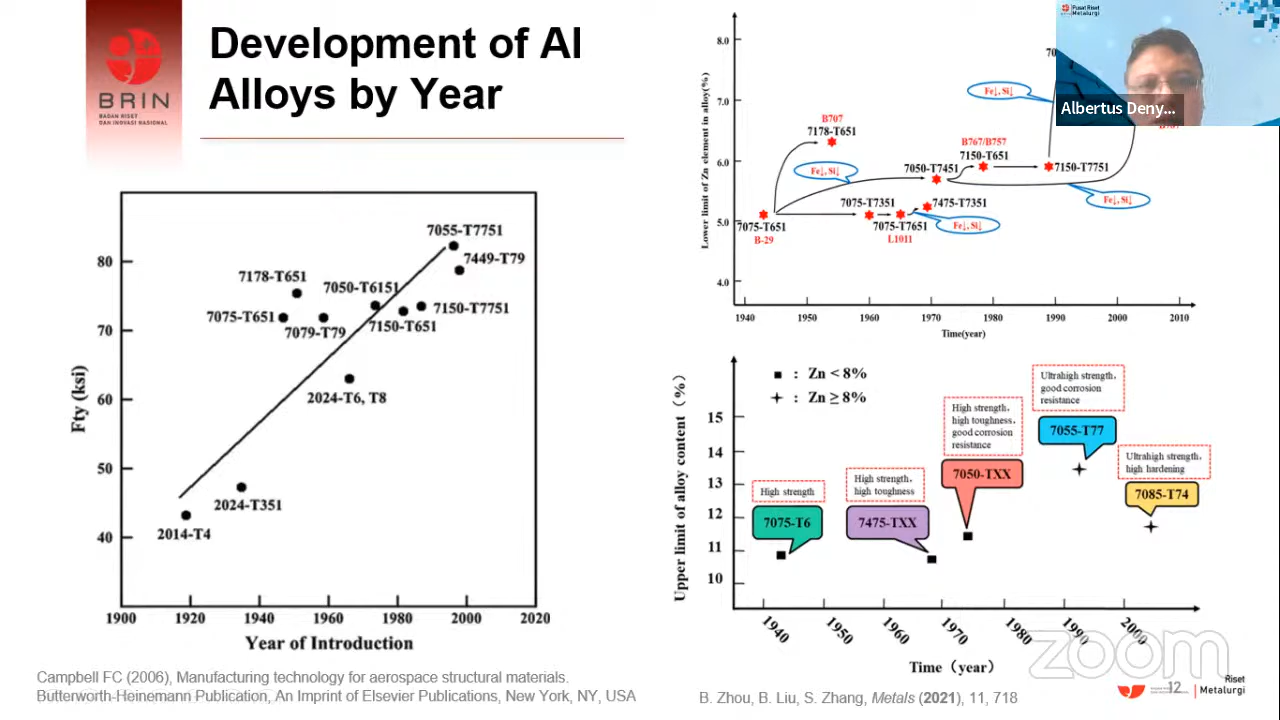 BRIN
BADAN RISET
DAN INOVASI NASIONAL
Development of Al
Alloys by Year
Fty (ksi)
80
70
60
50
40
7055-T7751
7449-T79
7178-T651
7050-T6151
7075-T651
7079-T79
7150-T651
7150-T7751
2024-T6, T8
2024-T351
2014-T4
1900
1920
1940
1960
1980
2000
2020
Year of Introduction
Campbell FC (2006), Manufacturing technology for aerospace structural materials.
Butterworth-Heinemann Publication, An Imprint of Elsevier Publications, New York, NY, USA
Lower limit of Zn element in alloy(%)
8.0
7.0
6.0
5.0
4.0
Fe↓, Si↓
B707
7178-T651
B767/B757
7150-T651
7050-T7451
7150-T7751
Fe↓, Si↓
Fe↓, Si↓
7075-T7351
7475-T7351
7075-T651
B-29
7075-T7651
L1011
Fe↓, Si↓
1940
1950
1960
1970
1980
1990
2000
2010
Time(year)
Pusat Riset
Metalurgi
Albertus Deny...
Upper limit of alloy content (%)
15
14
13
12
11
10
■ : Zn < 8%
✦ : Zn ≥ 8%
High strength
7075-T6
High strength,
high toughness
7475-TXX
High strength,
high toughness,
good corrosion
resistance
7050-TXX
Ultrahigh strength,
good corrosion
resistance
7055-T77
Ultrahigh strength,
high hardening
7085-T74
1940
1950
1960
1970
1980
1990
2000
Time (year)
zoom
B. Zhou, B. Liu, S. Zhang, Metals (2021), 11, 718
12
Riset
Metalurgi